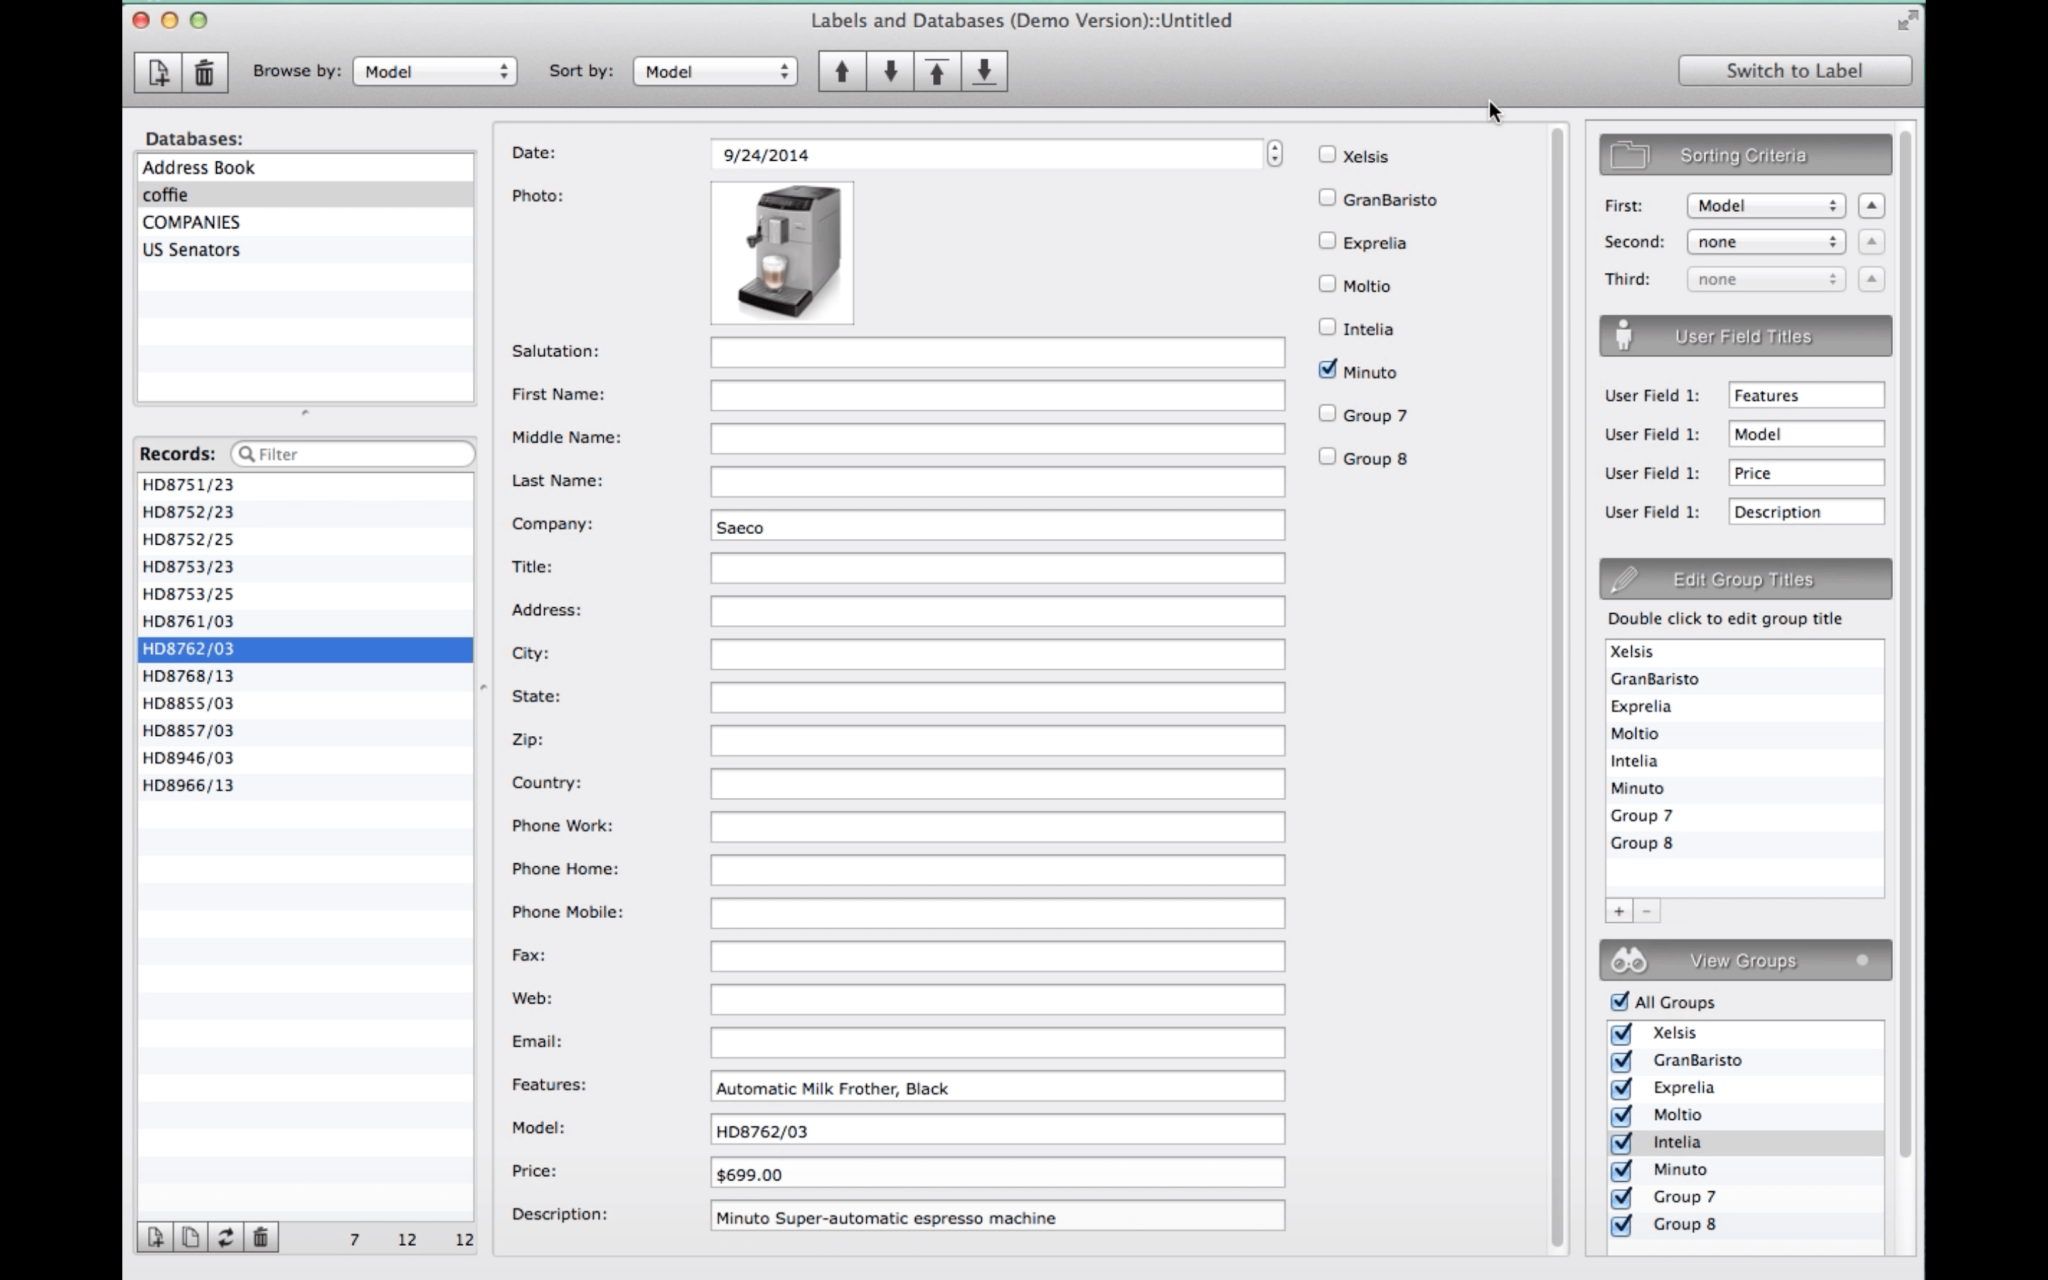 Labels and Databases (Demo Version)::Untitled
Browse by: Model
Sort by: Model
Switch to Label
Databases:
Address Book
coffie
COMPANIES
US Senators
Records: Filter
HD8751/23
HD8752/23
HD8752/25
HD8753/23
HD8753/25
HD8761/03
HD8762/03
HD8768/13
HD8855/03
HD8857/03
HD8946/03
HD8966/13
7 12 12
Date: 9/24/2014
Photo:
Salutation:
First Name:
Middle Name:
Last Name:
Company: Saeco
Title:
Address:
City:
State:
Zip:
Country:
Phone Work:
Phone Home:
Phone Mobile:
Fax:
Web:
Email:
Features: Automatic Milk Frother, Black
Model: HD8762/03
Price: $699.00
Description: Minuto Super-automatic espresso machine
Xelsis
GranBaristo
Exprelia
Moltio
Intelia
Minuto
Group 7
Group 8
Sorting Criteria
First: Model
Second: none
Third: none
User Field Titles
User Field 1: Features
User Field 1: Model
User Field 1: Price
User Field 1: Description
Edit Group Titles
Double click to edit group title
Xelsis
GranBaristo
Exprelia
Moltio
Intelia
Minuto
Group 7
Group 8
+ -
View Groups
All Groups
Xelsis
GranBaristo
Exprelia
Moltio
Intelia
Minuto
Group 7
Group 8